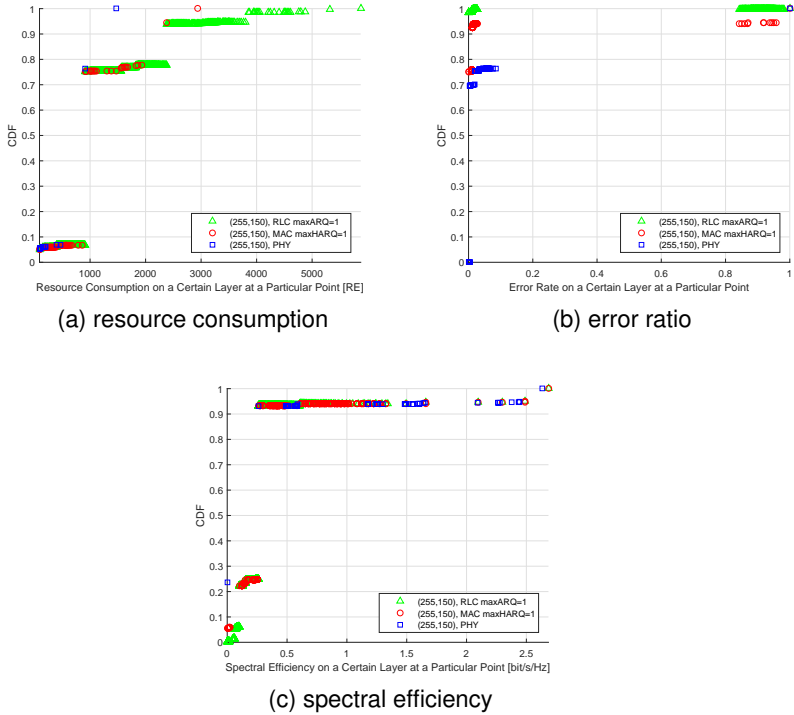 1
0.9
0.8
0.7
0.6
0.5
0.4
0.3
0.2
0.1
0
CDF
1000 2000 3000 4000 5000
Resource Consumption on a Certain Layer at a Particular Point [RE]
(255,150), RLC maxARQ=1
(255,150), MAC maxHARQ=1
(255,150), PHY
(a) resource consumption
1
0.9
0.8
0.7
0.6
0.5
0.4
0.3
0.2
0.1
0
CDF
0 0.2 0.4 0.6 0.8 1
Error Rate on a Certain Layer at a Particular Point
(255,150), RLC maxARQ=1
(255,150), MAC maxHARQ=1
(255,150), PHY
(b) error ratio
1
0.9
0.8
0.7
0.6
0.5
0.4
0.3
0.2
0.1
0
CDF
0 0.5 1 1.5 2 2.5
Spectral Efficiency on a Certain Layer at a Particular Point [bit/s/Hz]
(255,150), RLC maxARQ=1
(255,150), MAC maxHARQ=1
(255,150), PHY
(c) spectral efficiency